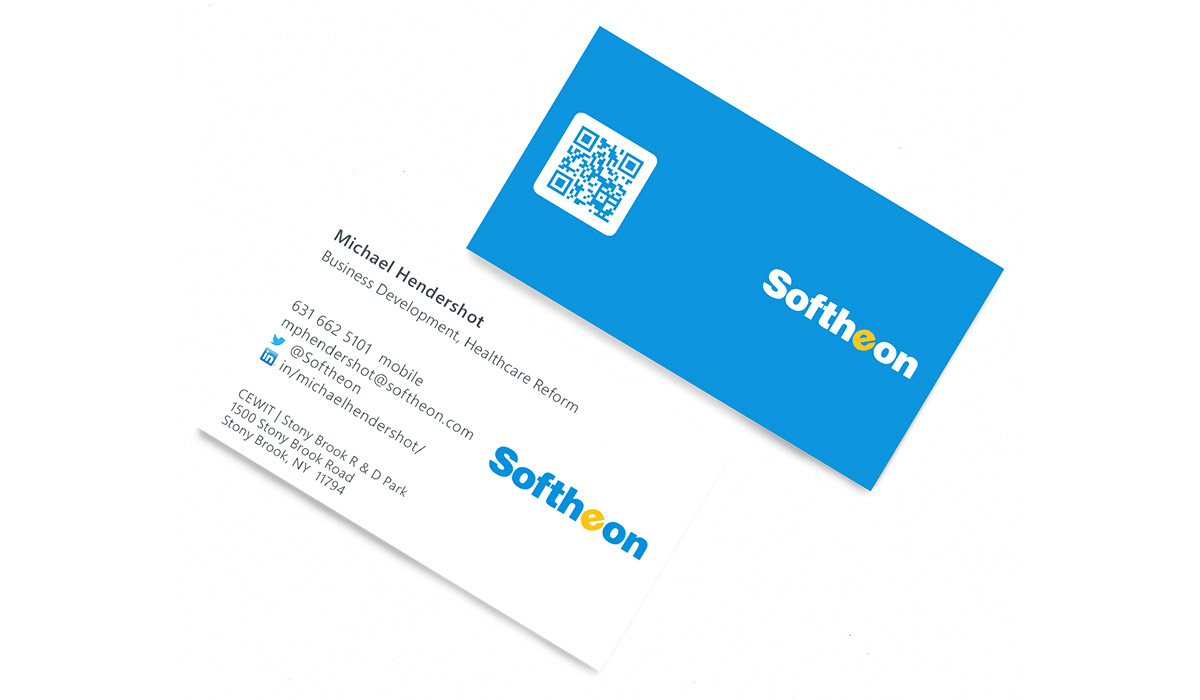 Michael Hendershot
Business Development, Healthcare Reform
631 662 5101 mobile
mphendershot@softheon.com
@Softheon
in/michaelhendershot/
CEWIT | Stony Brook R & D Park
1500 Stony Brook Road
Stony Brook, NY 11794
Softheon
Softheon